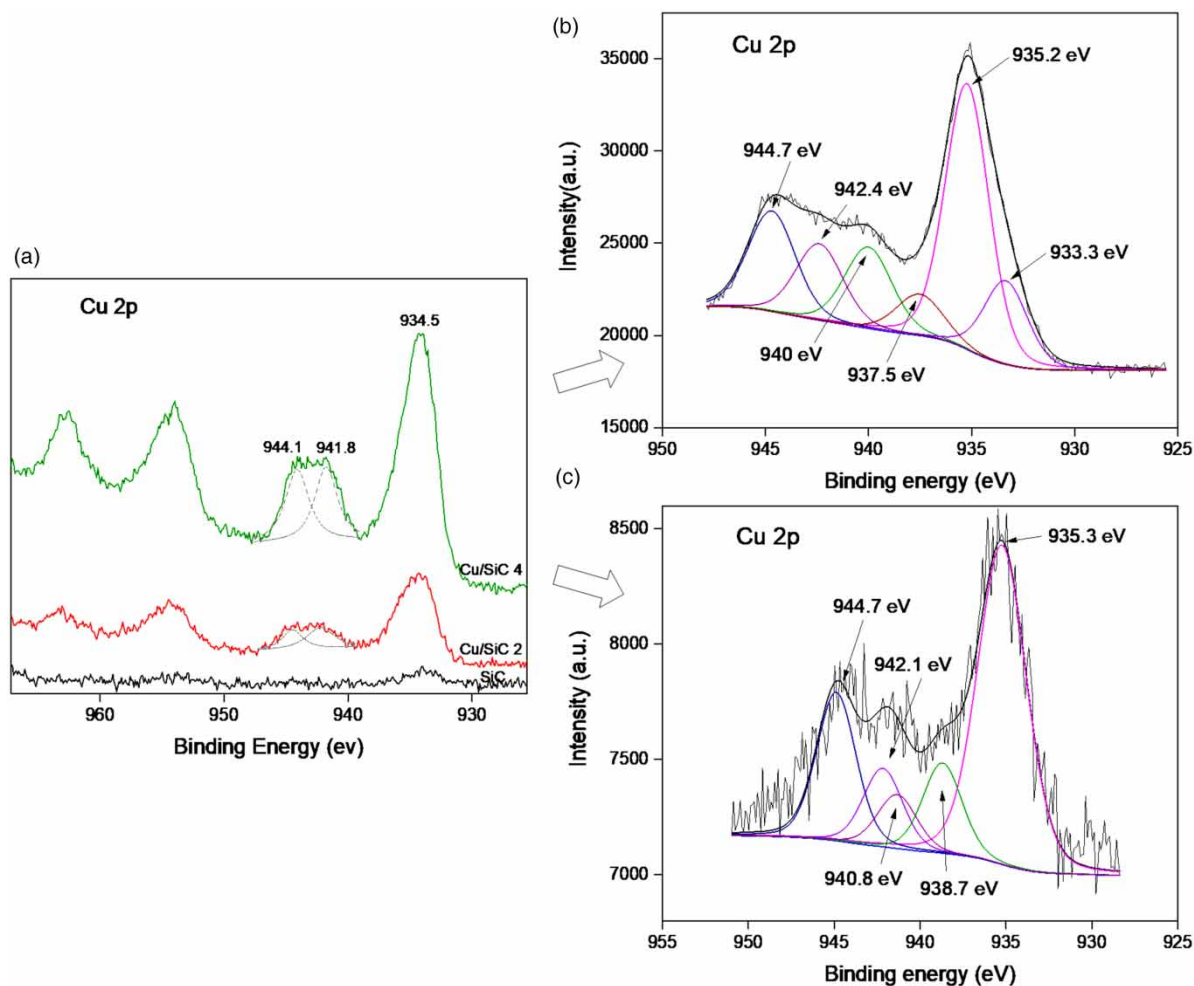 (a)
Cu 2p
934.5
944.1
941.8
Cu/SiC 4
Cu/SiC 2
SiC
960
950
940
930
Binding Energy (ev)
(b)
Cu 2p
35000
30000
25000
20000
15000
Intensity(a.u.)
935.2 eV
944.7 eV
942.4 eV
933.3 eV
940 eV
937.5 eV
950
945
940
935
930
925
Binding energy (eV)
(c)
Cu 2p
8500
8000
7500
7000
Intensity (a.u.)
935.3 eV
944.7 eV
942.1 eV
940.8 eV
938.7 eV
955
950
945
940
935
930
925
Binding energy (eV)